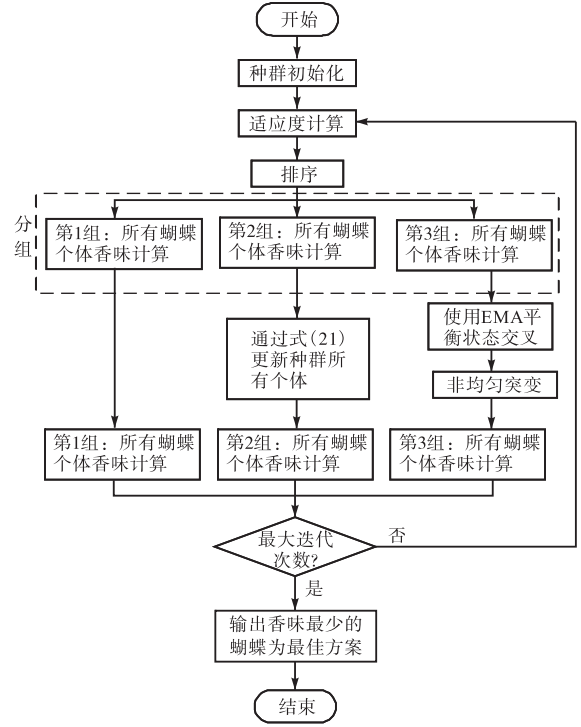 开始
种群初始化
适应度计算
排序
分
组
第1组：所有蝴蝶
个体香味计算
第2组：所有蝴蝶
个体香味计算
第3组：所有蝴蝶
个体香味计算
使用EMA平
衡状态交叉
通过式(21)
更新种群所
有个体
非均匀突变
第1组：所有蝴蝶
个体香味计算
第2组：所有蝴蝶
个体香味计算
第3组：所有蝴蝶
个体香味计算
最大迭代
次数?
否
是
输出香味最少的
蝴蝶为最佳方案
结束